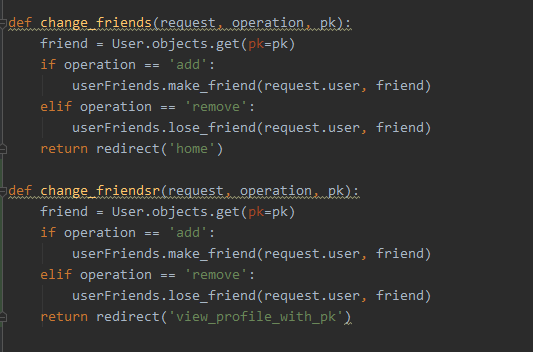 def change_friends(request, operation, pk):
    friend = User.objects.get(pk=pk)
    if operation == 'add':
        userFriends.make_friend(request.user, friend)
    elif operation == 'remove':
        userFriends.lose_friend(request.user, friend)
    return redirect('home')
def change_friendsr(request, operation, pk):
    friend = User.objects.get(pk=pk)
    if operation == 'add':
        userFriends.make_friend(request.user, friend)
    elif operation == 'remove':
        userFriends.lose_friend(request.user, friend)
    return redirect('view_profile_with_pk')